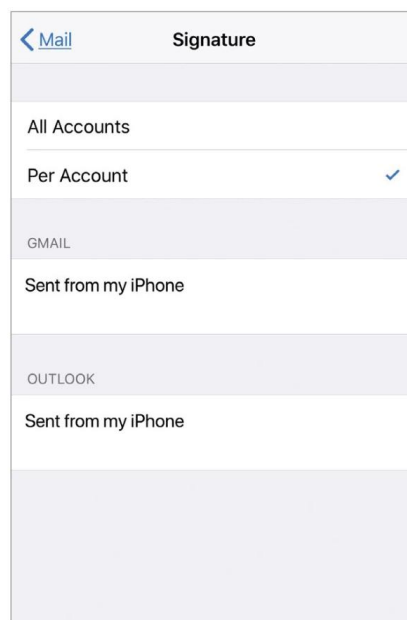 Mail Signature
All Accounts
Per Account
GMAIL
Sent from my iPhone
OUTLOOK
Sent from my iPhone